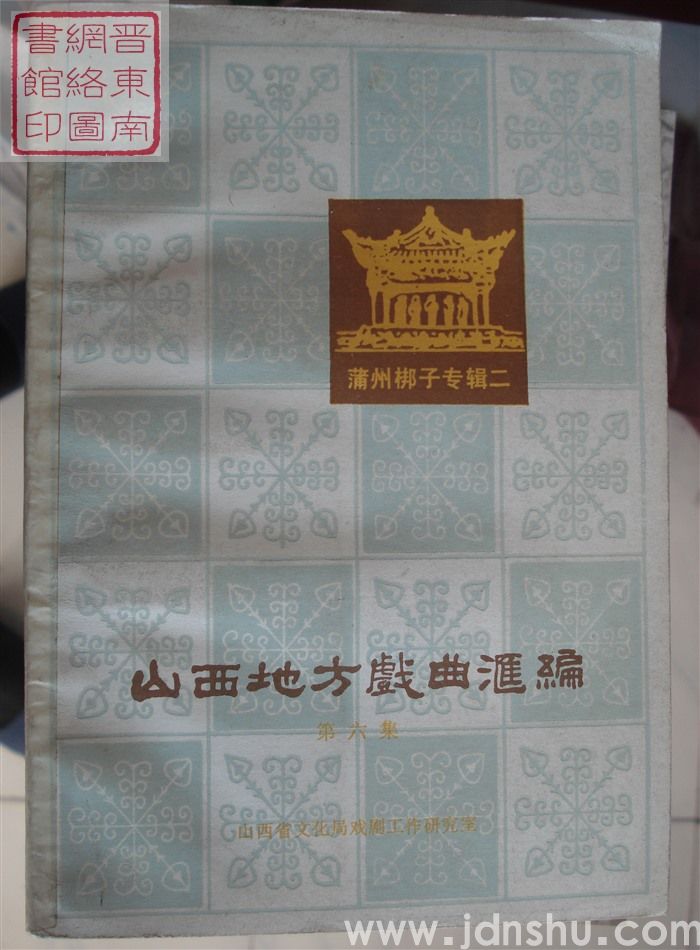 晋東南
網絡圖
書館印
蒲州梆子专辑二
山西地方戲曲滙編
第六集
山西省文化局戏剧工作研究室
www.jdnshu.com